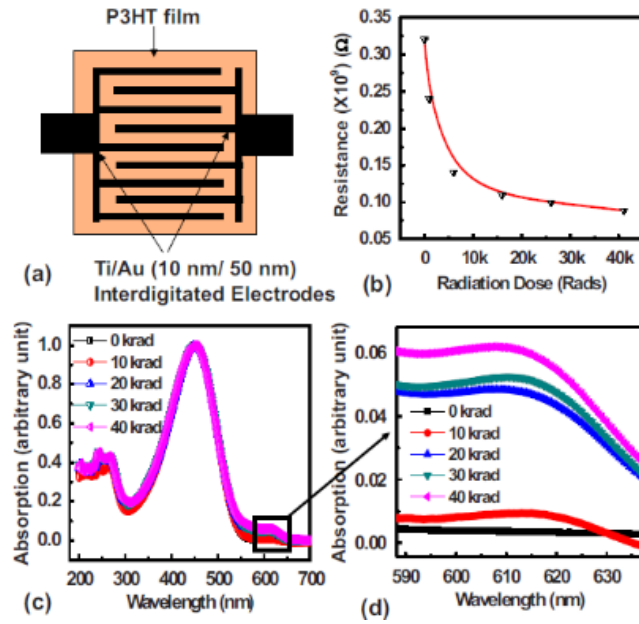 P3HT film
Ti/Au (10 nm/ 50 nm)
Interdigitated Electrodes
(a)
Resistance (X10⁹) (Ω)
0.35
0.30
0.25
0.20
0.15
0.10
0.05
0
10k
20k
30k
40k
Radiation Dose (Rads)
(b)
Absorption (arbitrary unit)
1.0
0.8
0.6
0.4
0.2
0.0
0 krad
10 krad
20 krad
30 krad
40 krad
200
300
400
500
600
700
Wavelength (nm)
(c)
Absorption (arbitrary unit)
0.06
0.04
0.02
0.00
0 krad
10 krad
20 krad
30 krad
40 krad
590
600
610
620
630
Wavelength (nm)
(d)